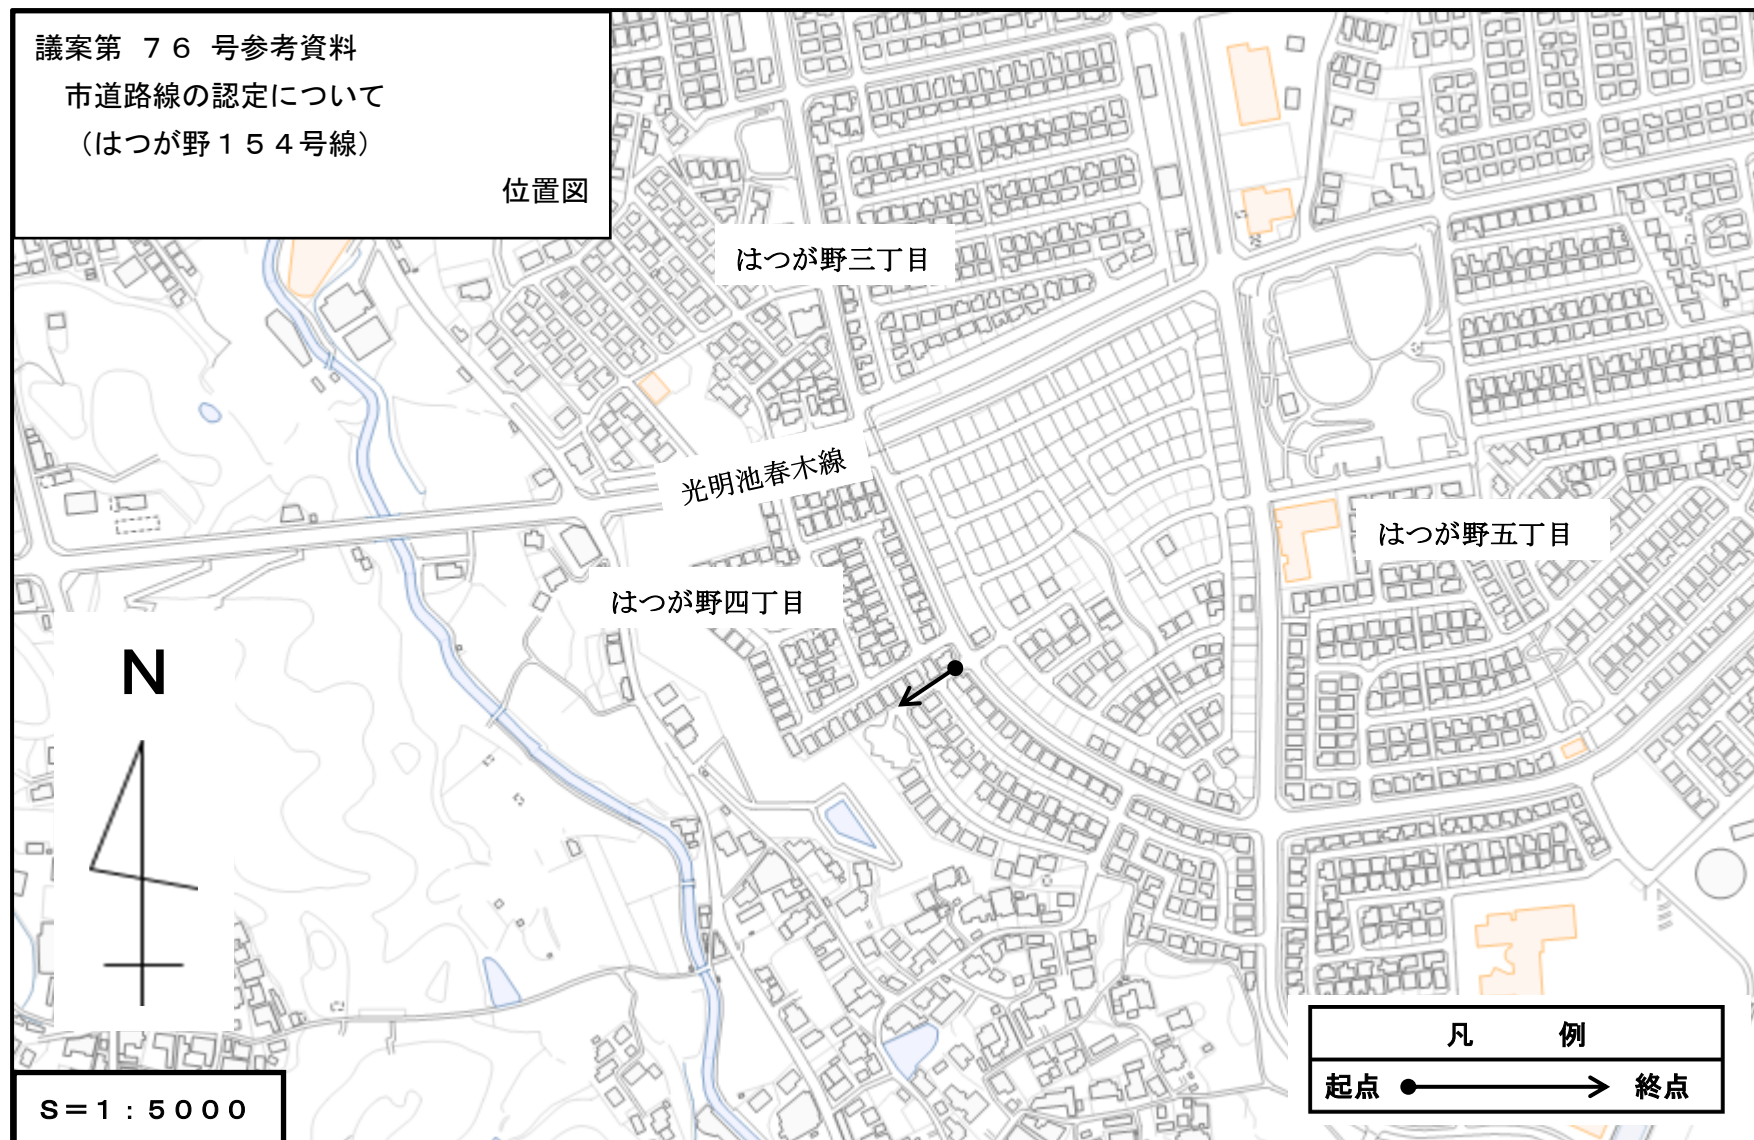 議案第 ７６ 号参考資料
市道路線の認定について
（はつが野１５４号線）
位置図
はつが野三丁目
光明池春木線
はつが野五丁目
はつが野四丁目
N
凡 例
起点 終点
S＝１：５０００